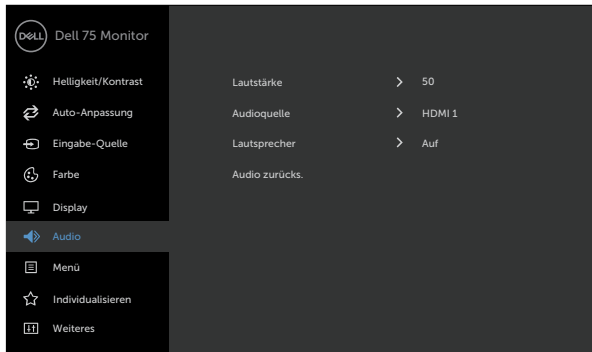 DELL Dell 75 Monitor
Helligkeit/Kontrast
Auto-Anpassung
Eingabe-Quelle
Farbe
Display
Audio
Menü
Individualisieren
Weiteres
Lautstärke > 50
Audioquelle > HDMI 1
Lautsprecher > Auf
Audio zurücks.